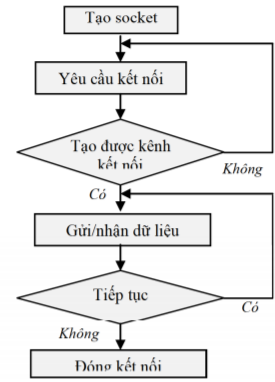 Tạo socket
Yêu cầu kết nối
Tạo được kênh
kết nối
Không
Có
Gửi/nhận dữ liệu
Tiếp tục
Có
Không
Đóng kết nối